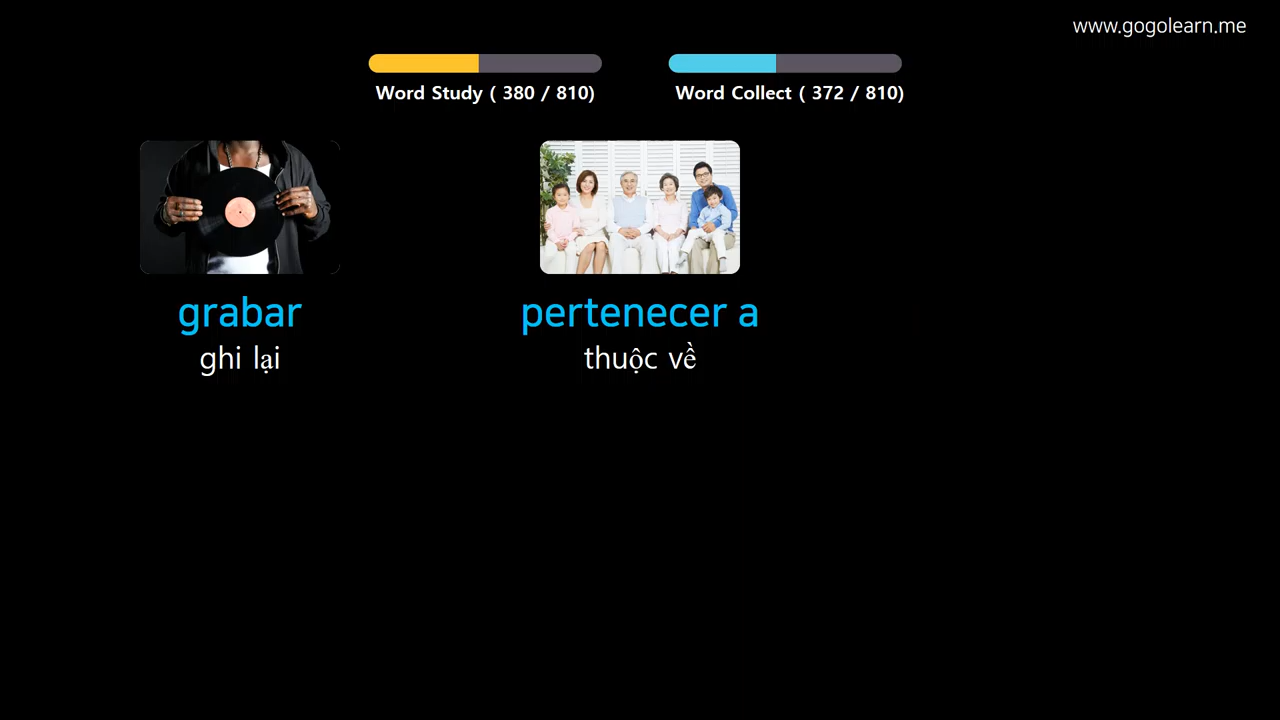 www.gogolearn.me
Word Study ( 380 / 810)
Word Collect ( 372 / 810)
grabar
ghi lại
pertenecer a
thuộc về